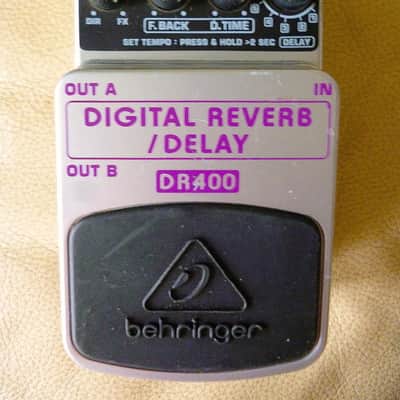 DIR FX F.BACK D.TIME
SET TEMPO : PRESS & HOLD >2 SEC DELAY
OUT A IN
DIGITAL REVERB
/DELAY
OUT B
DR400
behringer